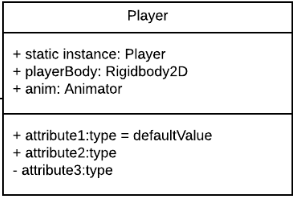 Player
+ static instance: Player
+ playerBody: Rigidbody2D
+ anim: Animator
+ attribute1:type = defaultValue
+ attribute2:type
- attribute3:type